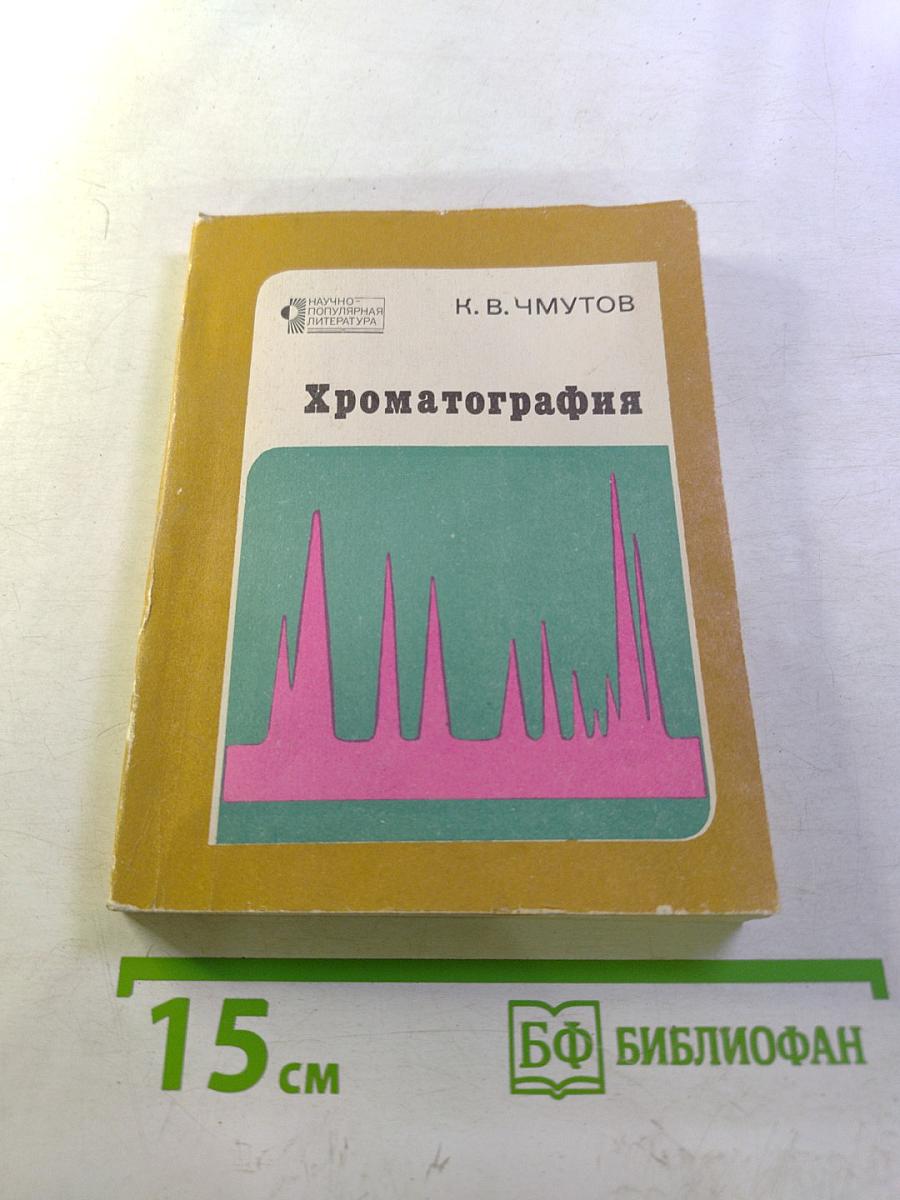 НАУЧНО-
ПОПУЛЯРНАЯ
ЛИТЕРАТУРА
К. В. ЧМУТОВ
Хроматография
15 см
БФ БИБЛИОФАН